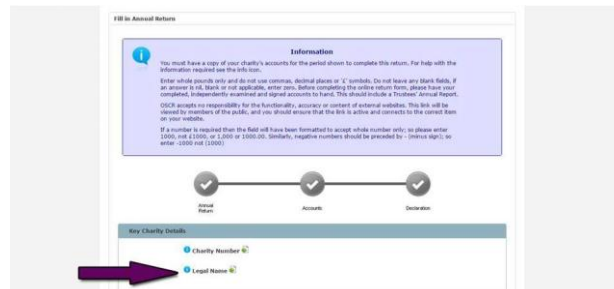 Fill in Annual Return
Information
You must have a copy of your charity's accounts for the period shown to complete this return. For help with the
information required see the info icon.
Enter whole pounds only and do not use commas, decimal places or '£' symbols. Do not leave any blank fields, if
an answer is nil, blank or not applicable, enter zero. Before completing the online return form, please have your
completed, independently examined and signed accounts to hand. This should include a Trustees' Annual Report.
OSCR accepts no responsibility for the functionality, accuracy or content of external websites. This link will be
viewed by members of the public, and you should ensure that the link is active and connects to the correct item
on your website.
If a number is required then the field will have been formatted to accept whole number only; so please enter
1000, not £1000, or 1,000 or 1000.00. Similarly, negative numbers should be preceded by - (minus sign); so
enter -1000 not (1000)
Annual
Return
Accounts
Declaration
Key Charity Details
Charity Number
Legal Name